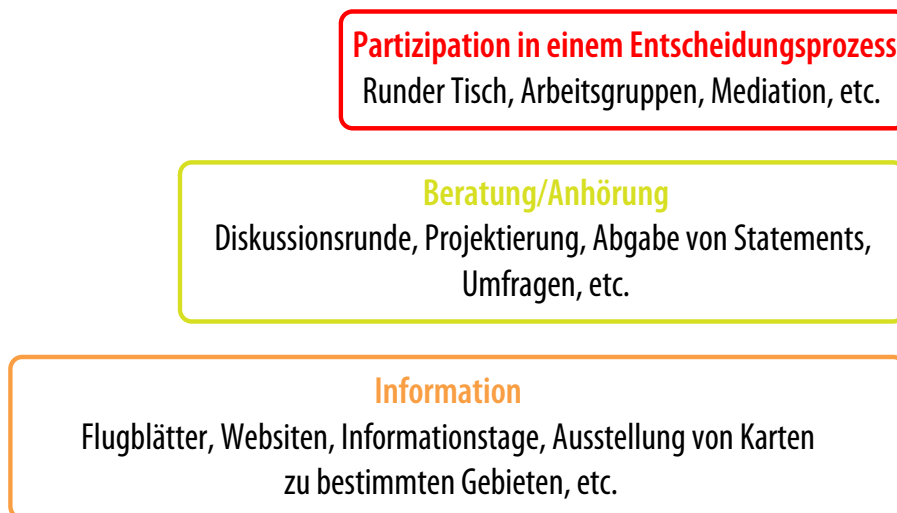 Partizipation in einem Entscheidungsprozess
Runder Tisch, Arbeitsgruppen, Mediation, etc.
Beratung/Anhörung
Diskussionsrunde, Projektierung, Abgabe von Statements,
Umfragen, etc.
Information
Flugblätter, Websiten, Informationstage, Ausstellung von Karten
zu bestimmten Gebieten, etc.